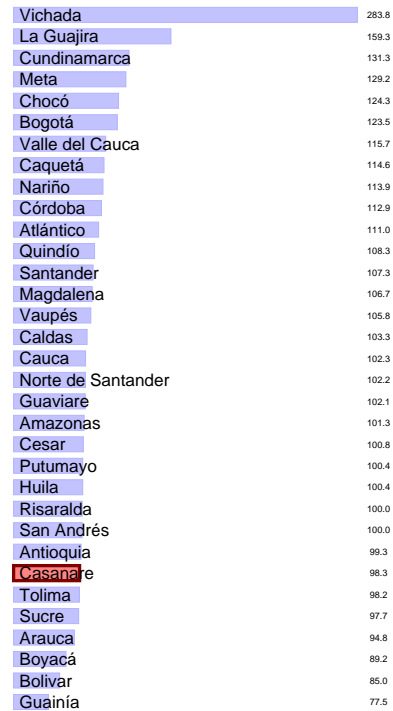 Vichada 283.8
La Guajira 159.3
Cundinamarca 131.3
Meta 129.2
Chocó 124.3
Bogotá 123.5
Valle del Cauca 115.7
Caquetá 114.6
Nariño 113.9
Córdoba 112.9
Atlántico 111.0
Quindío 108.3
Santander 107.3
Magdalena 106.7
Vaupés 105.8
Caldas 103.3
Cauca 102.3
Norte de Santander 102.2
Guaviare 102.1
Amazonas 101.3
Cesar 100.8
Putumayo 100.4
Huila 100.4
Risaralda 100.0
San Andrés 100.0
Antioquia 99.3
Casanare 98.3
Tolima 98.2
Sucre 97.7
Arauca 94.8
Boyacá 89.2
Bolivar 85.0
Guainía 77.5